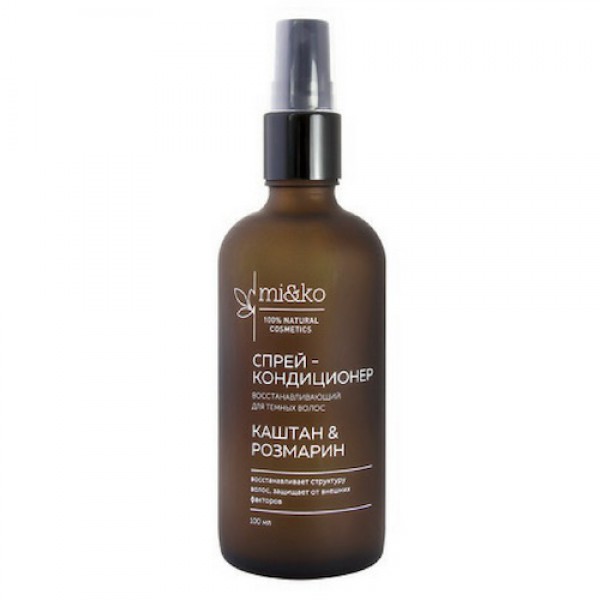 mi&ko
100% NATURAL
COSMETICS
СПРЕЙ –
КОНДИЦИОНЕР
ВОССТАНАВЛИВАЮЩИЙ
ДЛЯ ТЕМНЫХ ВОЛОС
КАШТАН &
РОЗМАРИН
восстанавливает структуру
волос, защищает от внешних
факторов
100 мл